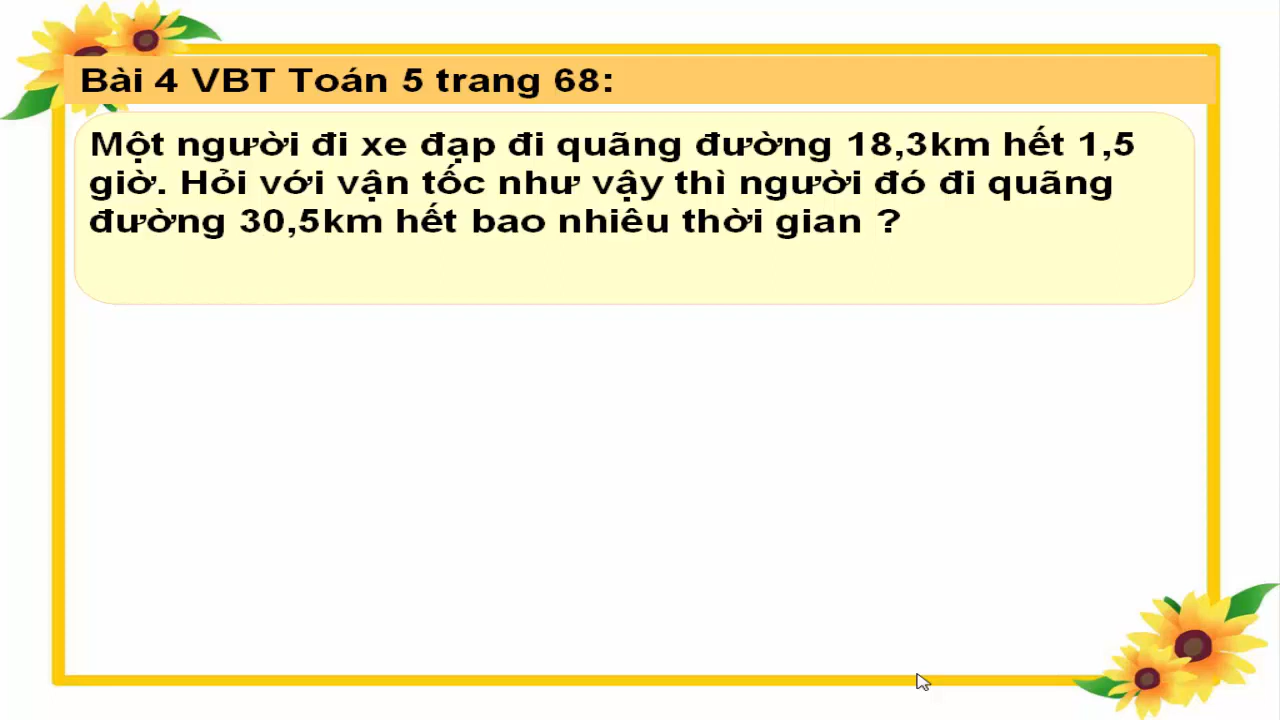 Bài 4 VBT Toán 5 trang 68:
Một người đi xe đạp đi quãng đường 18,3km hết 1,5
giờ. Hỏi với vận tốc như vậy thì người đó đi quãng
đường 30,5km hết bao nhiêu thời gian ?